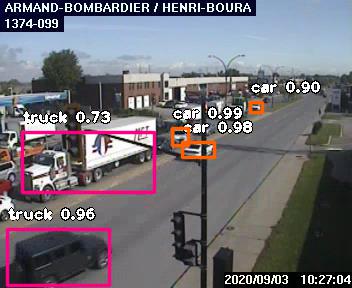 ARMAND-BOMBARDIER / HENRI-BOURA
1374-099
car 0.90
truck 0.73
car 0.99
car 0.98
truck 0.96
2020/09/03 10:27:04